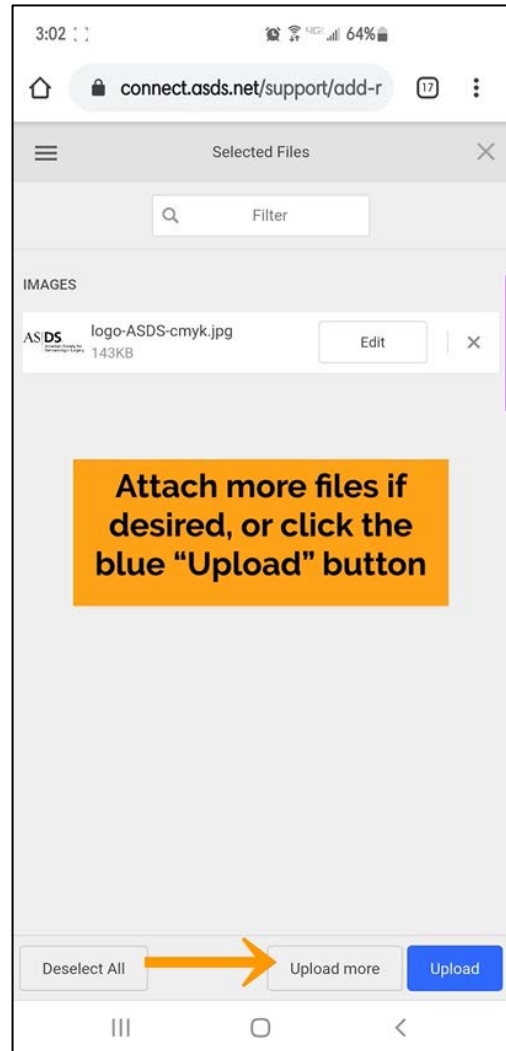 3:02 4GE 64%
connect.asds.net/support/add-r 17
Selected Files
Filter
IMAGES
ASDS
logo-ASDS-cmyk.jpg Edit
143KB
Attach more files if
desired, or click the
blue “Upload” button
Deselect All Upload more Upload